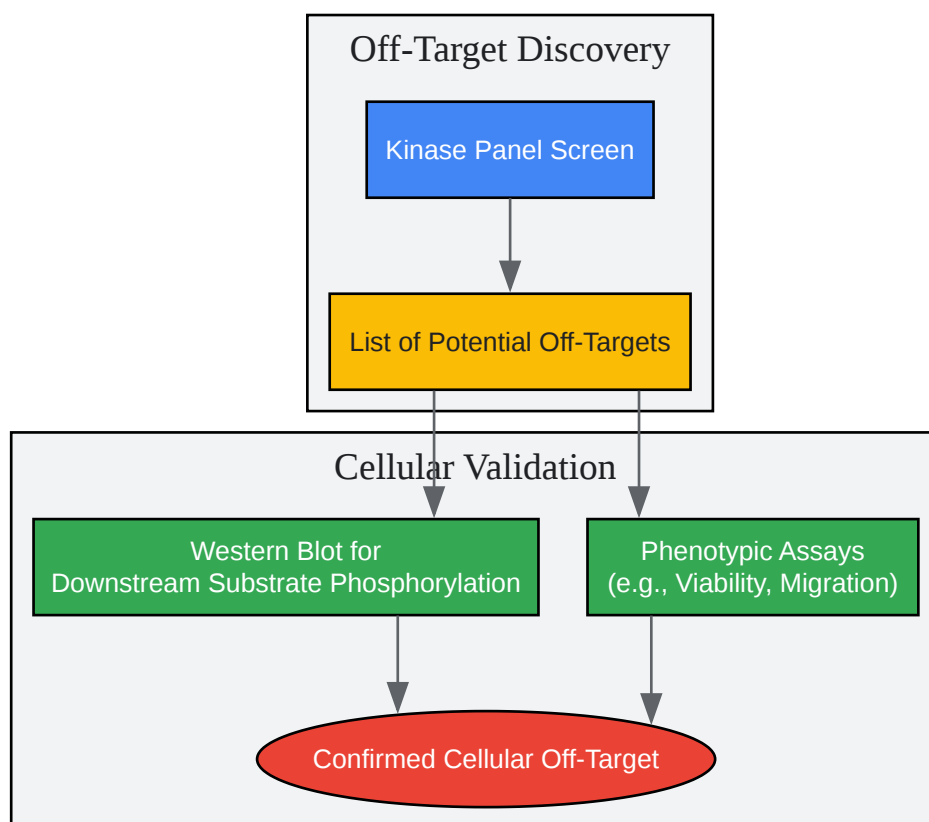 Off-Target Discovery
Kinase Panel Screen
List of Potential Off-Targets
Cellular Validation
Western Blot for
Downstream Substrate Phosphorylation
Phenotypic Assays
(e.g., Viability, Migration)
Confirmed Cellular Off-Target